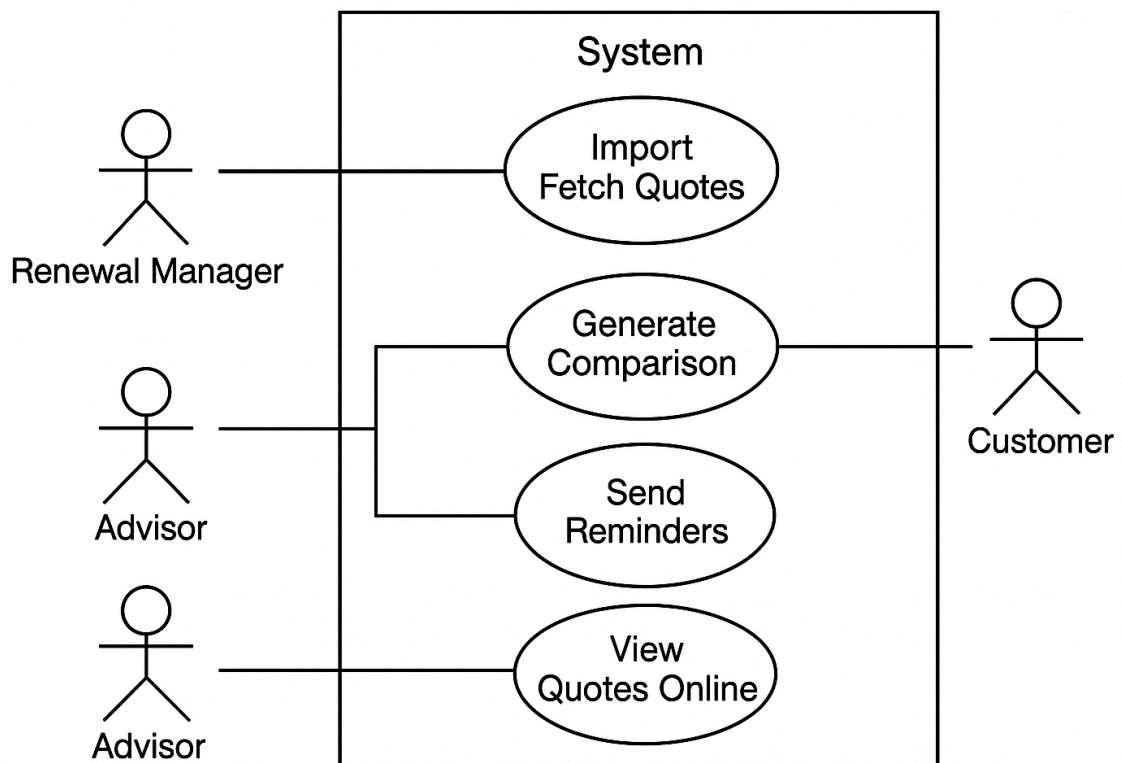 System
Import
Fetch Quotes
Renewal Manager
Generate
Comparison
Customer
Advisor
Send
Reminders
View
Quotes Online
Advisor